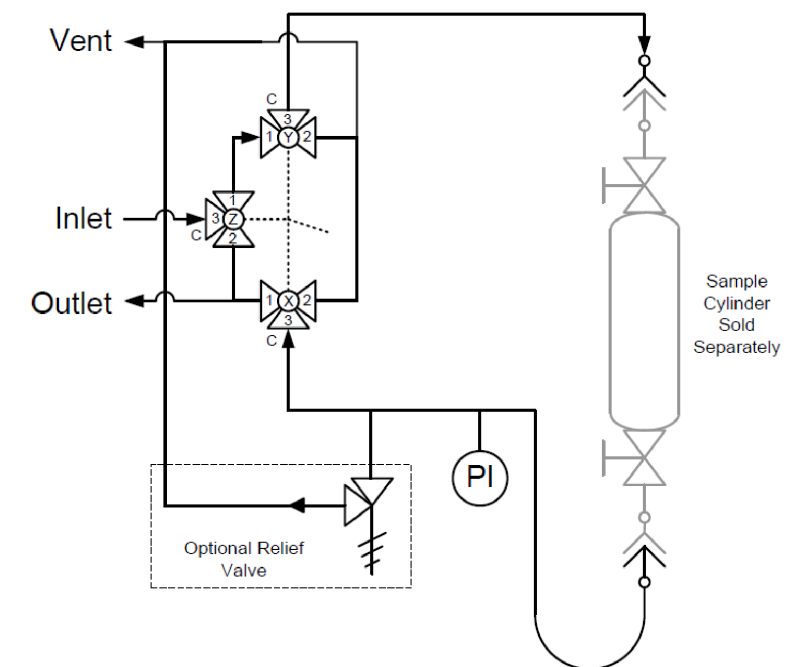 Vent
C
3
1 Y 2
Inlet
1
3 Z
C
2
Outlet
1 X 2
3
C
Sample
Cylinder
Sold
Separately
PI
Optional Relief
Valve